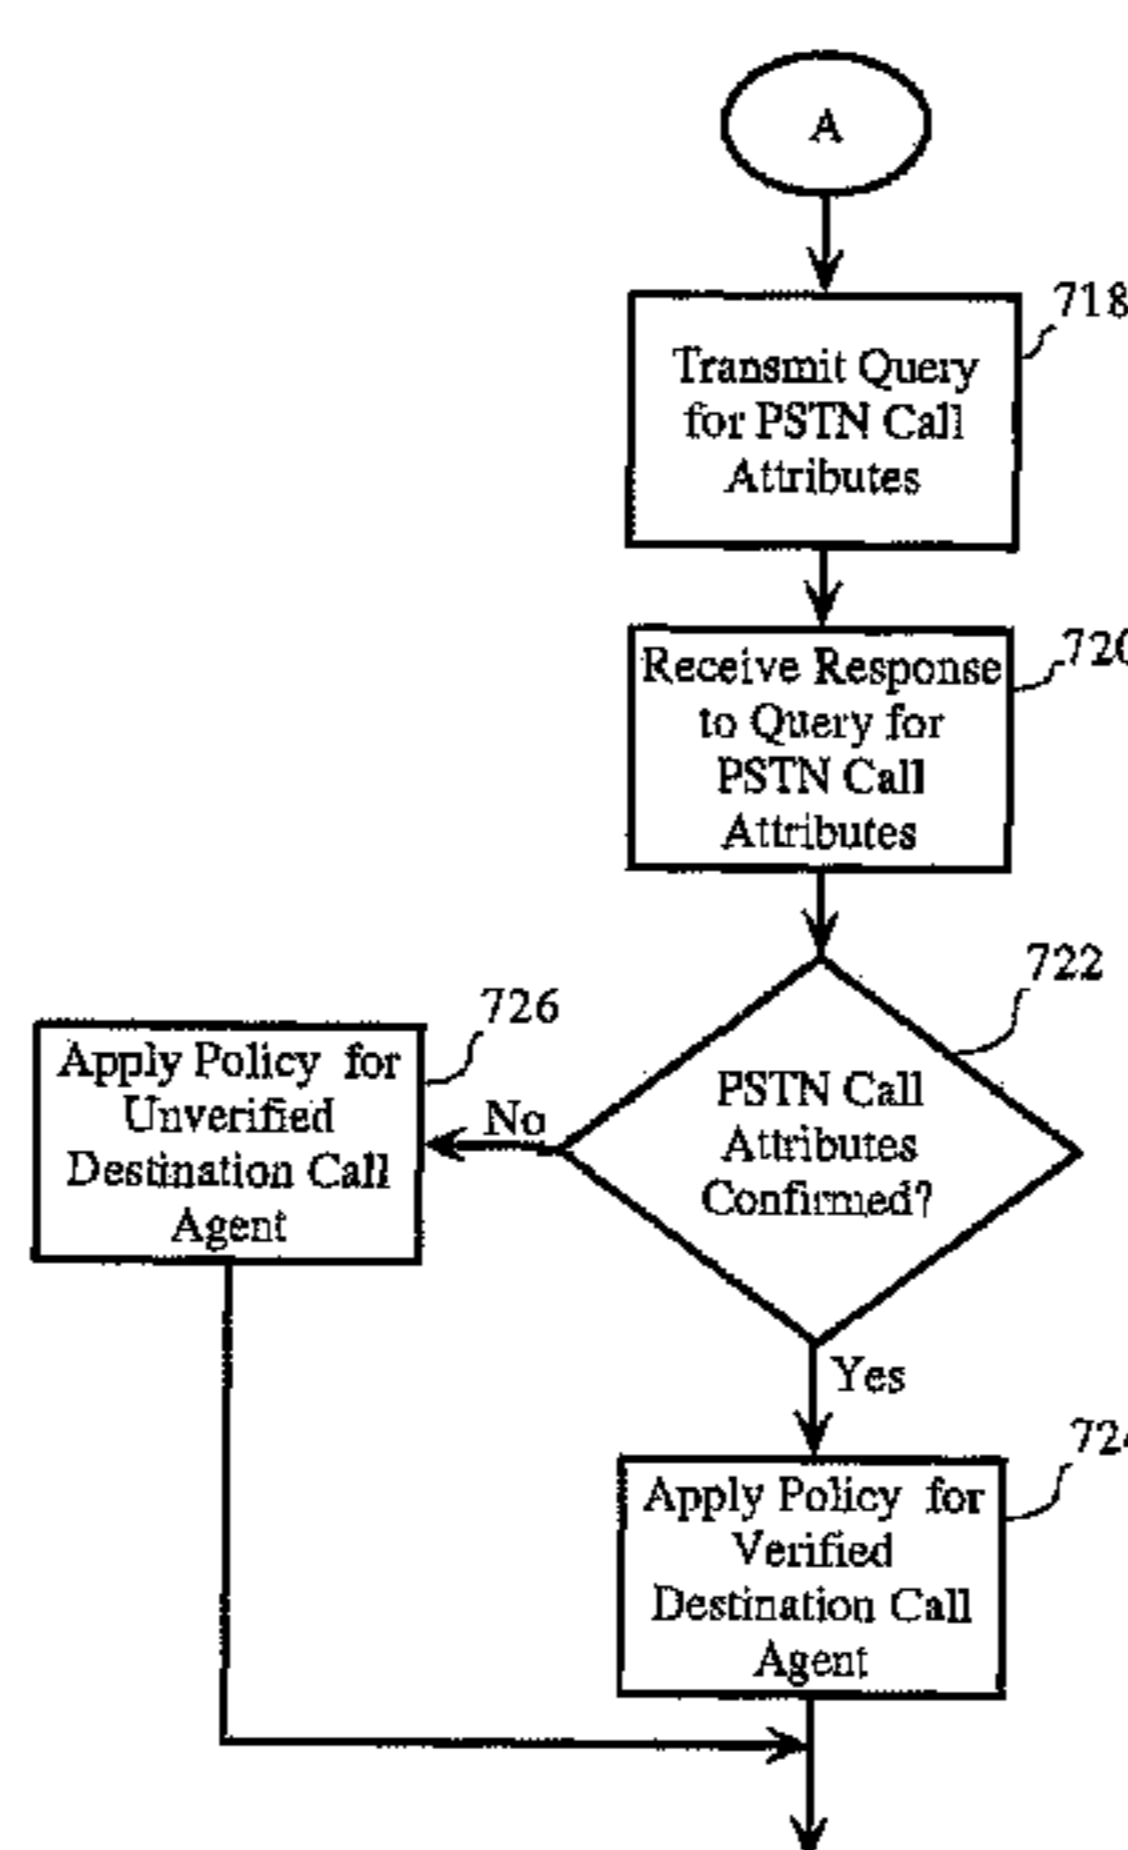 A
718
Transmit Query
for PSTN Call
Attributes
720
Receive Response
to Query for
PSTN Call
Attributes
722
PSTN Call
Attributes
Confirmed?
726
Apply Policy for
Unverified
Destination Call
Agent
No
Yes
724
Apply Policy for
Verified
Destination Call
Agent